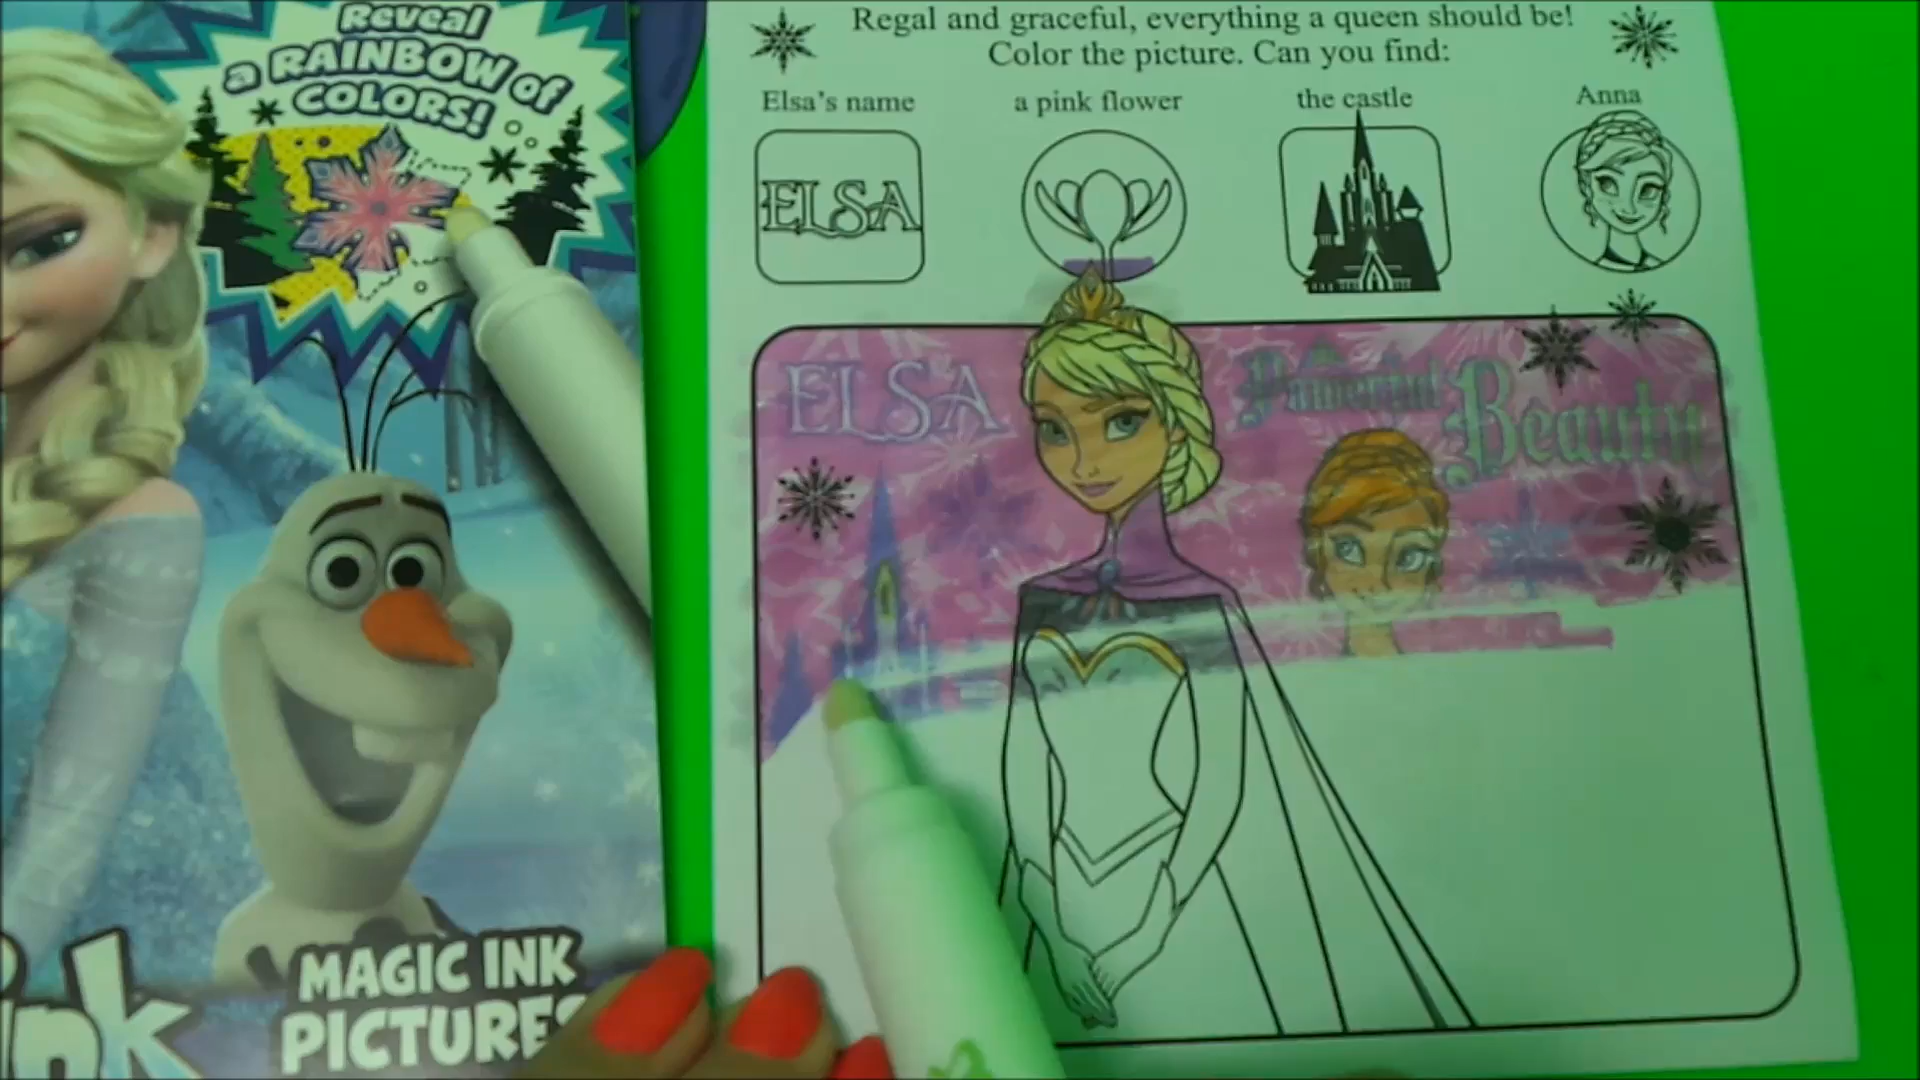 Reveal
a RAINBOW of
COLORS!
MAGIC INK
PICTURES
Regal and graceful, everything a queen should be!
Color the picture. Can you find:
Elsa's name
a pink flower
the castle
Anna
ELSA
ELSA
Powerful
Beauty